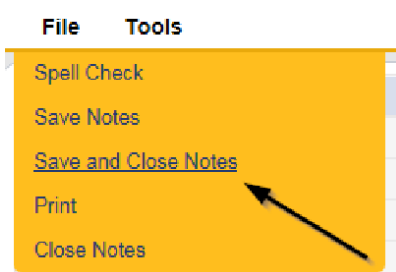 File Tools
Spell Check
Save Notes
Save and Close Notes
Print
Close Notes